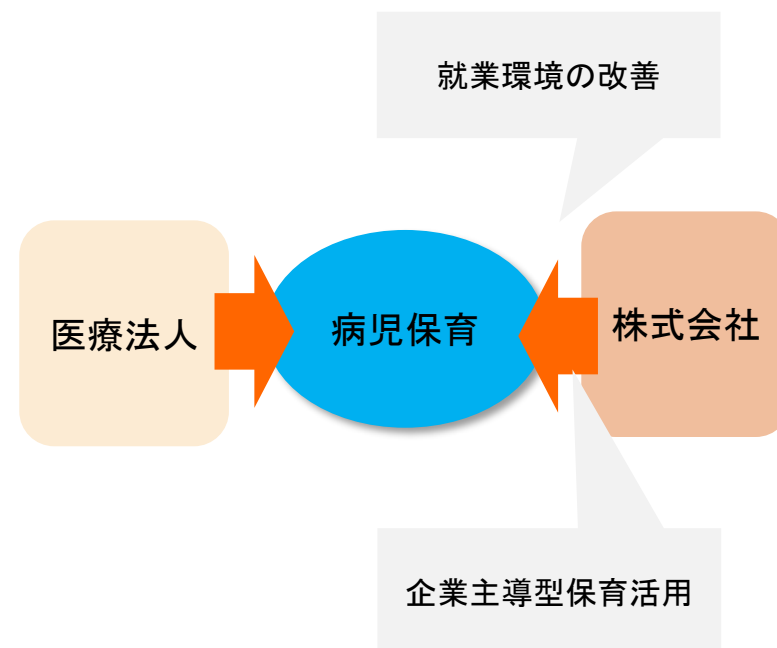 就業環境の改善
医療法人
病児保育
株式会社
企業主導型保育活用